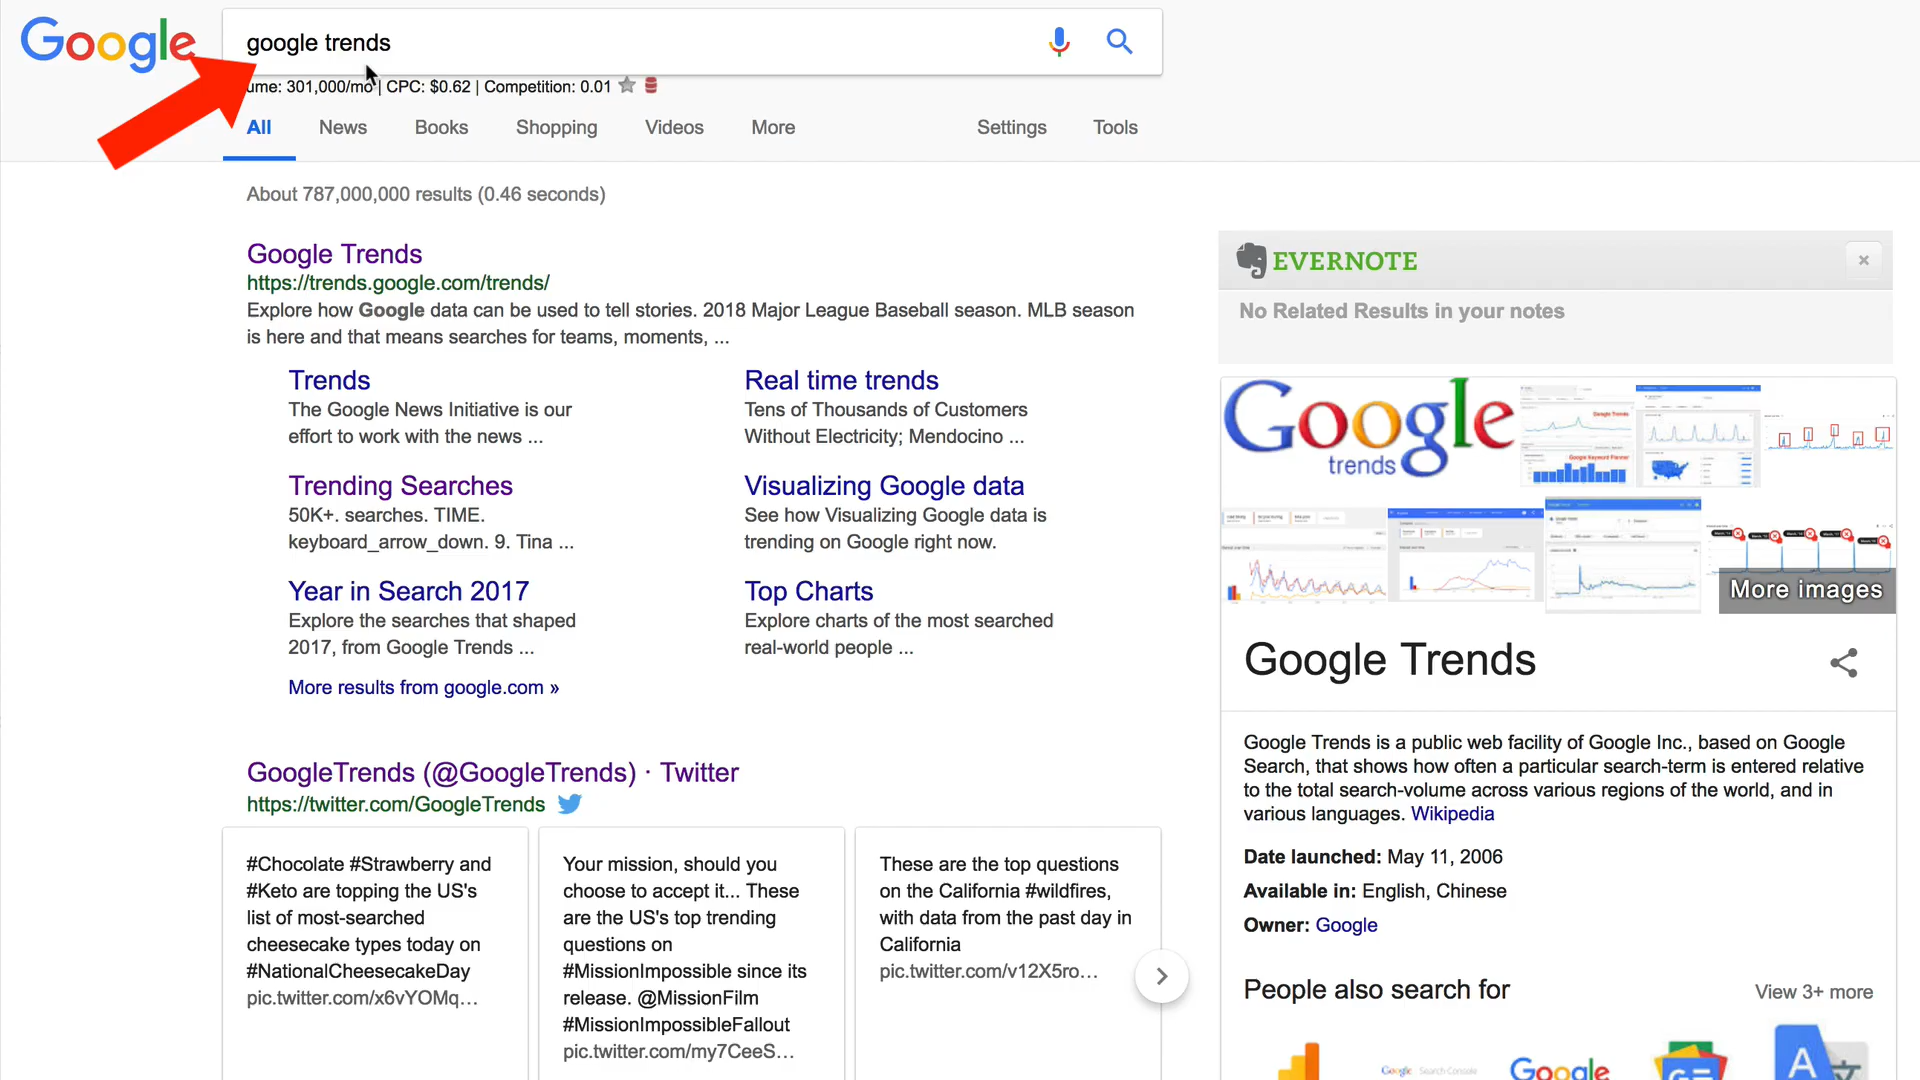 Google
google trends
ume: 301,000/mo | CPC: $0.62 | Competition: 0.01
All News Books Shopping Videos More Settings Tools
About 787,000,000 results (0.46 seconds)
Google Trends
https://trends.google.com/trends/
Explore how Google data can be used to tell stories. 2018 Major League Baseball season. MLB season
is here and that means searches for teams, moments, ...
Trends
The Google News Initiative is our
effort to work with the news ...
Real time trends
Tens of Thousands of Customers
Without Electricity; Mendocino ...
Trending Searches
50K+. searches. TIME.
keyboard_arrow_down. 9. Tina ...
Visualizing Google data
See how Visualizing Google data is
trending on Google right now.
Year in Search 2017
Explore the searches that shaped
2017, from Google Trends ...
Top Charts
Explore charts of the most searched
real-world people ...
More results from google.com »
GoogleTrends (@GoogleTrends) · Twitter
https://twitter.com/GoogleTrends
#Chocolate #Strawberry and
#Keto are topping the US's
list of most-searched
cheesecake types today on
#NationalCheesecakeDay
pic.twitter.com/x6vYOMq...
Your mission, should you
choose to accept it... These
are the US's top trending
questions on
#MissionImpossible since its
release. @MissionFilm
#MissionImpossibleFallout
pic.twitter.com/my7CeeS...
These are the top questions
on the California #wildfires,
with data from the past day in
California
pic.twitter.com/v12X5ro...
EVERNOTE
No Related Results in your notes
Google
trends
Google Trends
Google Keyword Planner
More images
Google Trends
Google Trends is a public web facility of Google Inc., based on Google
Search, that shows how often a particular search-term is entered relative
to the total search-volume across various regions of the world, and in
various languages. Wikipedia
Date launched: May 11, 2006
Available in: English, Chinese
Owner: Google
People also search for
View 3+ more
Google Search Console
Google
G
A